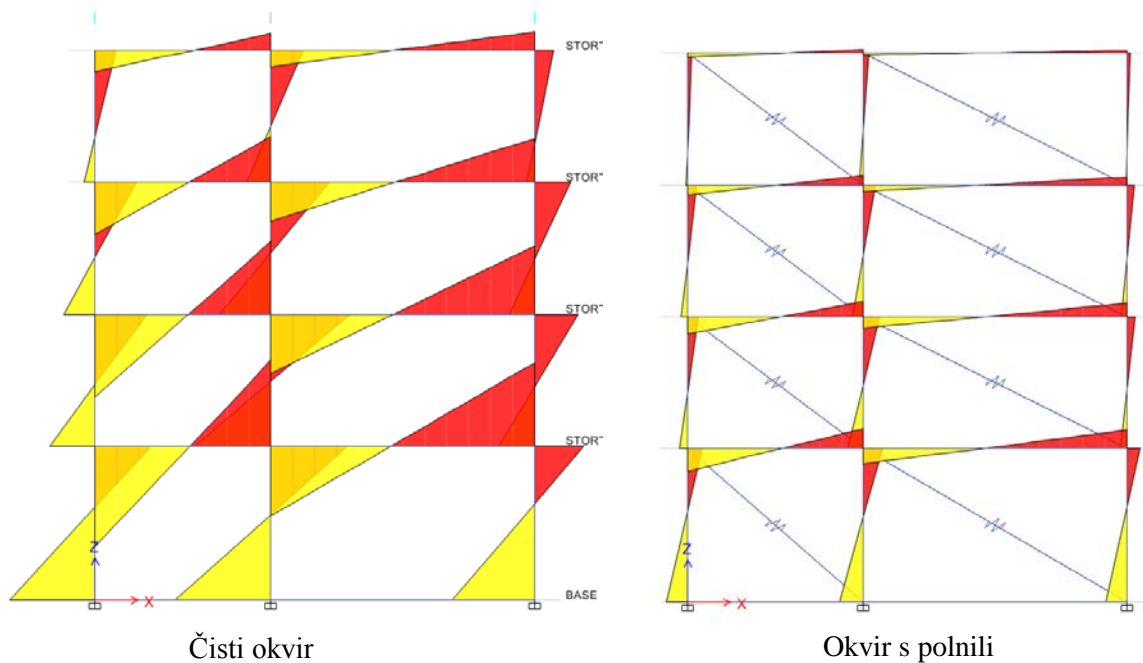 STOR
STOR
STOR
STOR
Z
X
BASE
Z
X
Čisti okvir
Okvir s polnili